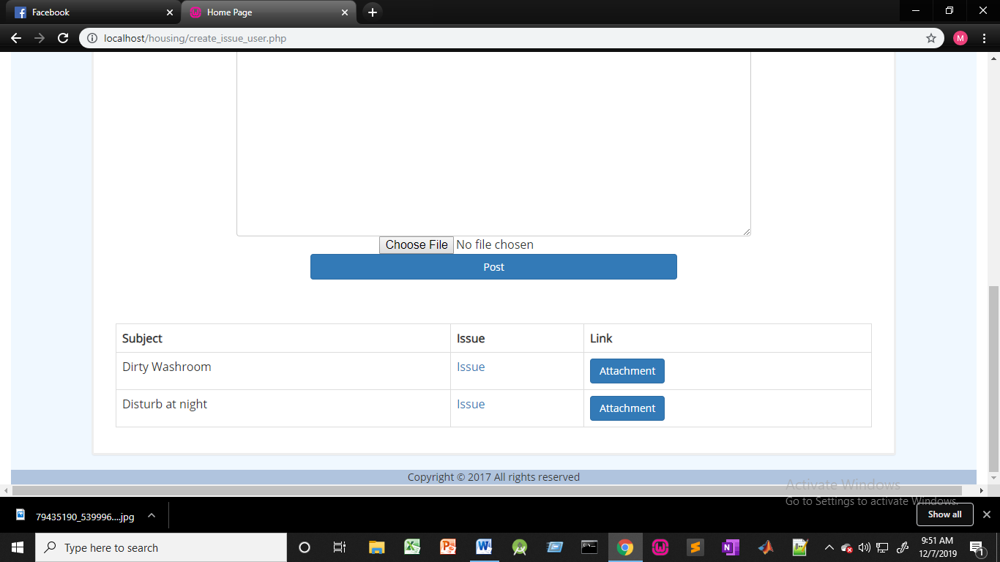 Facebook
Home Page
localhost/housing/create_issue_user.php
M
Choose File No file chosen
Post
Subject Issue Link
Dirty Washroom Issue Attachment
Disturb at night Issue Attachment
Copyright © 2017 All rights reserved
Activate Windows
Go to Settings to activate Windows.
79435190_539996....jpg
Show all
Type here to search
9:51 AM
12/7/2019
1